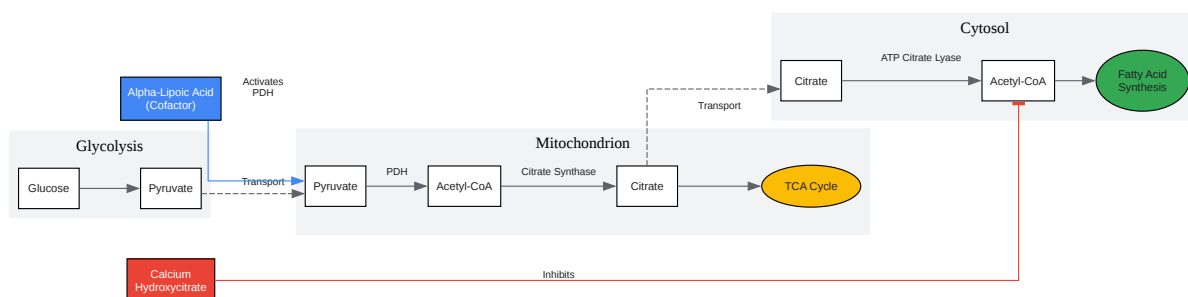 Cytosol
ATP Citrate Lyase
Citrate
Acetyl-CoA
Fatty Acid
Synthesis
Alpha-Lipoic Acid
(Cofactor)
Activates
PDH
Transport
Glycolysis
Mitochondrion
Glucose
Pyruvate
Transport
Pyruvate
PDH
Acetyl-CoA
Citrate Synthase
Citrate
TCA Cycle
Calcium
Hydroxycitrate
Inhibits